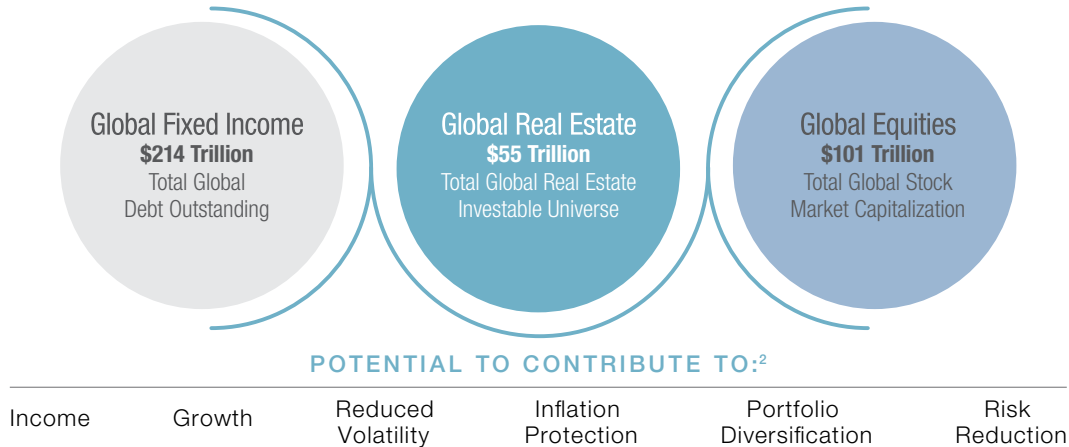 Global Fixed Income
$214 Trillion
Total Global
Debt Outstanding
Global Real Estate
$55 Trillion
Total Global Real Estate
Investable Universe
Global Equities
$101 Trillion
Total Global Stock
Market Capitalization
POTENTIAL TO CONTRIBUTE TO:²
Income
Growth
Reduced
Volatility
Inflation
Protection
Portfolio
Diversification
Risk
Reduction